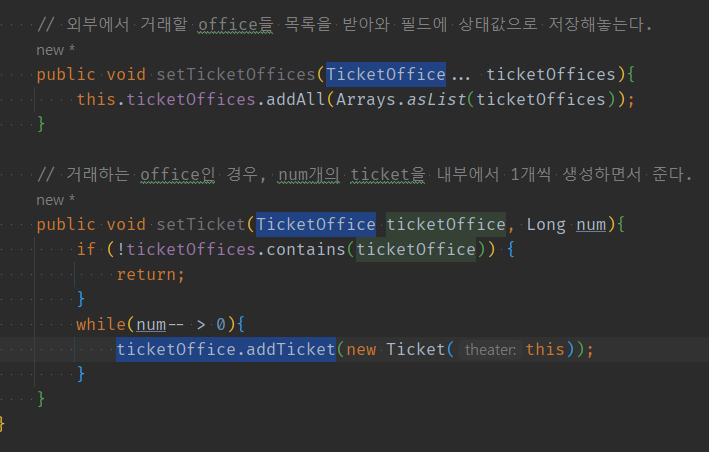 // 외부에서 거래할 office들 목록을 받아와 필드에 상태값으로 저장해놓는다.
new *
public void setTicketOffices(TicketOffice... ticketOffices){
this.ticketOffices.addAll(Arrays.asList(ticketOffices));
}
// 거래하는 office인 경우, num개의 ticket을 내부에서 1개씩 생성하면서 준다.
new *
public void setTicket(TicketOffice ticketOffice, Long num){
if (!ticketOffices.contains(ticketOffice)) {
return;
}
while(num-- > 0){
ticketOffice.addTicket(new Ticket( theater: this));
}
}
}